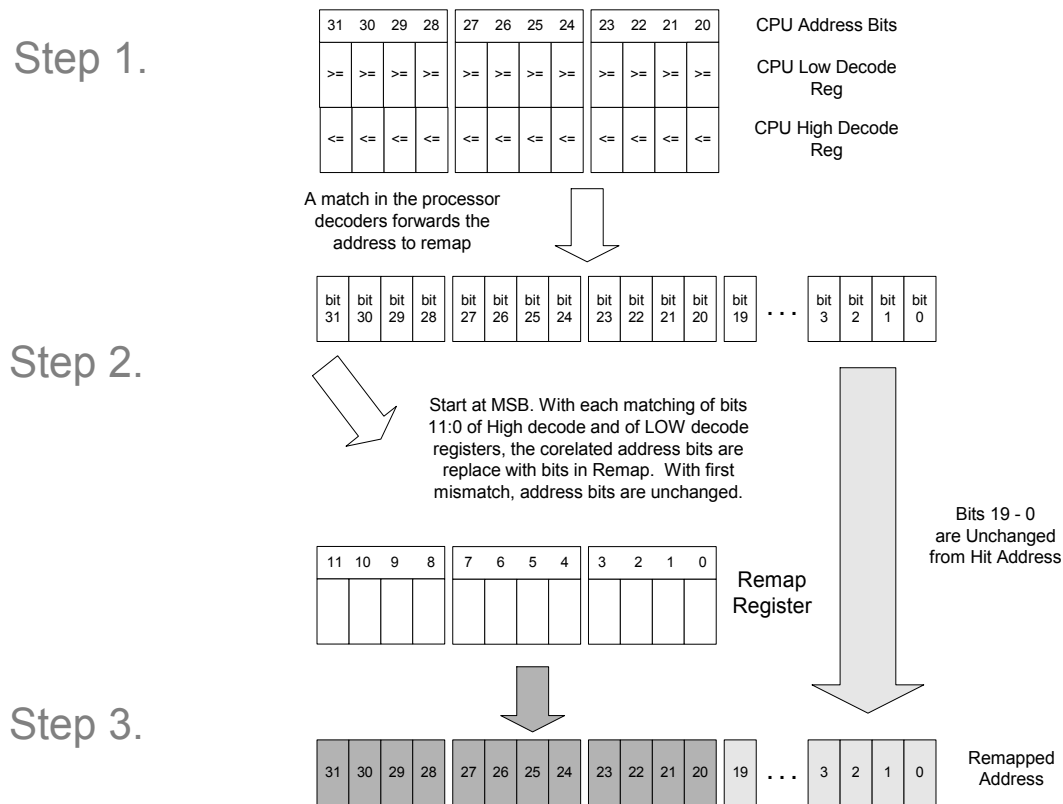 Step 1.
31 30 29 28 27 26 25 24 23 22 21 20
CPU Address Bits
>= >= >= >= >= >= >= >= >= >= >= >=
CPU Low Decode
Reg
<= <= <= <= <= <= <= <= <= <= <= <=
CPU High Decode
Reg
A match in the processor
decoders forwards the
address to remap
bit 31 bit 30 bit 29 bit 28 bit 27 bit 26 bit 25 bit 24 bit 23 bit 22 bit 21 bit 20 bit 19 . . . bit 3 bit 2 bit 1 bit 0
Step 2.
Start at MSB. With each matching of bits
11:0 of High decode and of LOW decode
registers, the corelated address bits are
replace with bits in Remap. With first
mismatch, address bits are unchanged.
Bits 19 - 0
are Unchanged
from Hit Address
11 10 9 8 7 6 5 4 3 2 1 0
Remap
Register
Step 3.
31 30 29 28 27 26 25 24 23 22 21 20 19 . . . 3 2 1 0
Remapped
Address